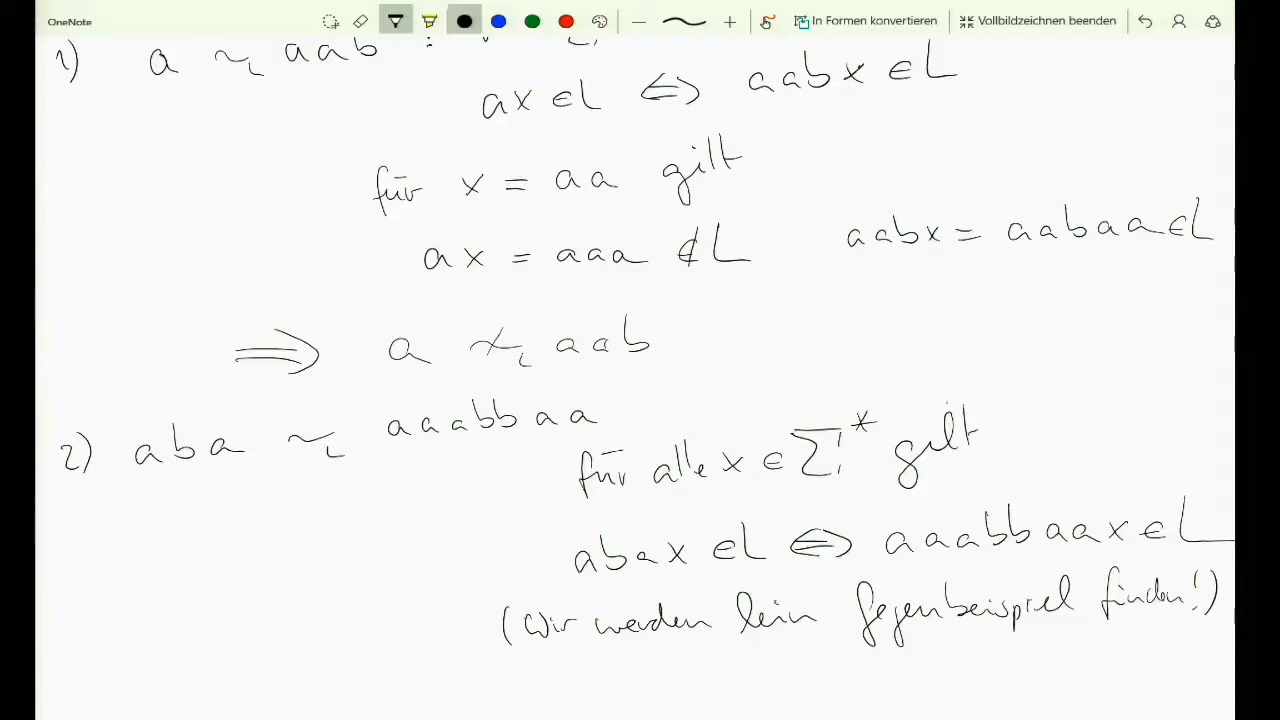 OneNote
In Formen konvertieren
Vollbildzeichnen beenden
1) a ~L aab :
ax ∈ L ⇔ aabx ∈ L
für x = aa gilt
ax = aaa ∉ L aabx = aabaa ∈ L
⇒ a ≁L aab
2) aba ~L aaabbaa
für alle x ∈ Σ* gilt
abax ∈ L ⇔ aaabbaax ∈ L
(Wir werden kein Gegenbeispiel finden!)